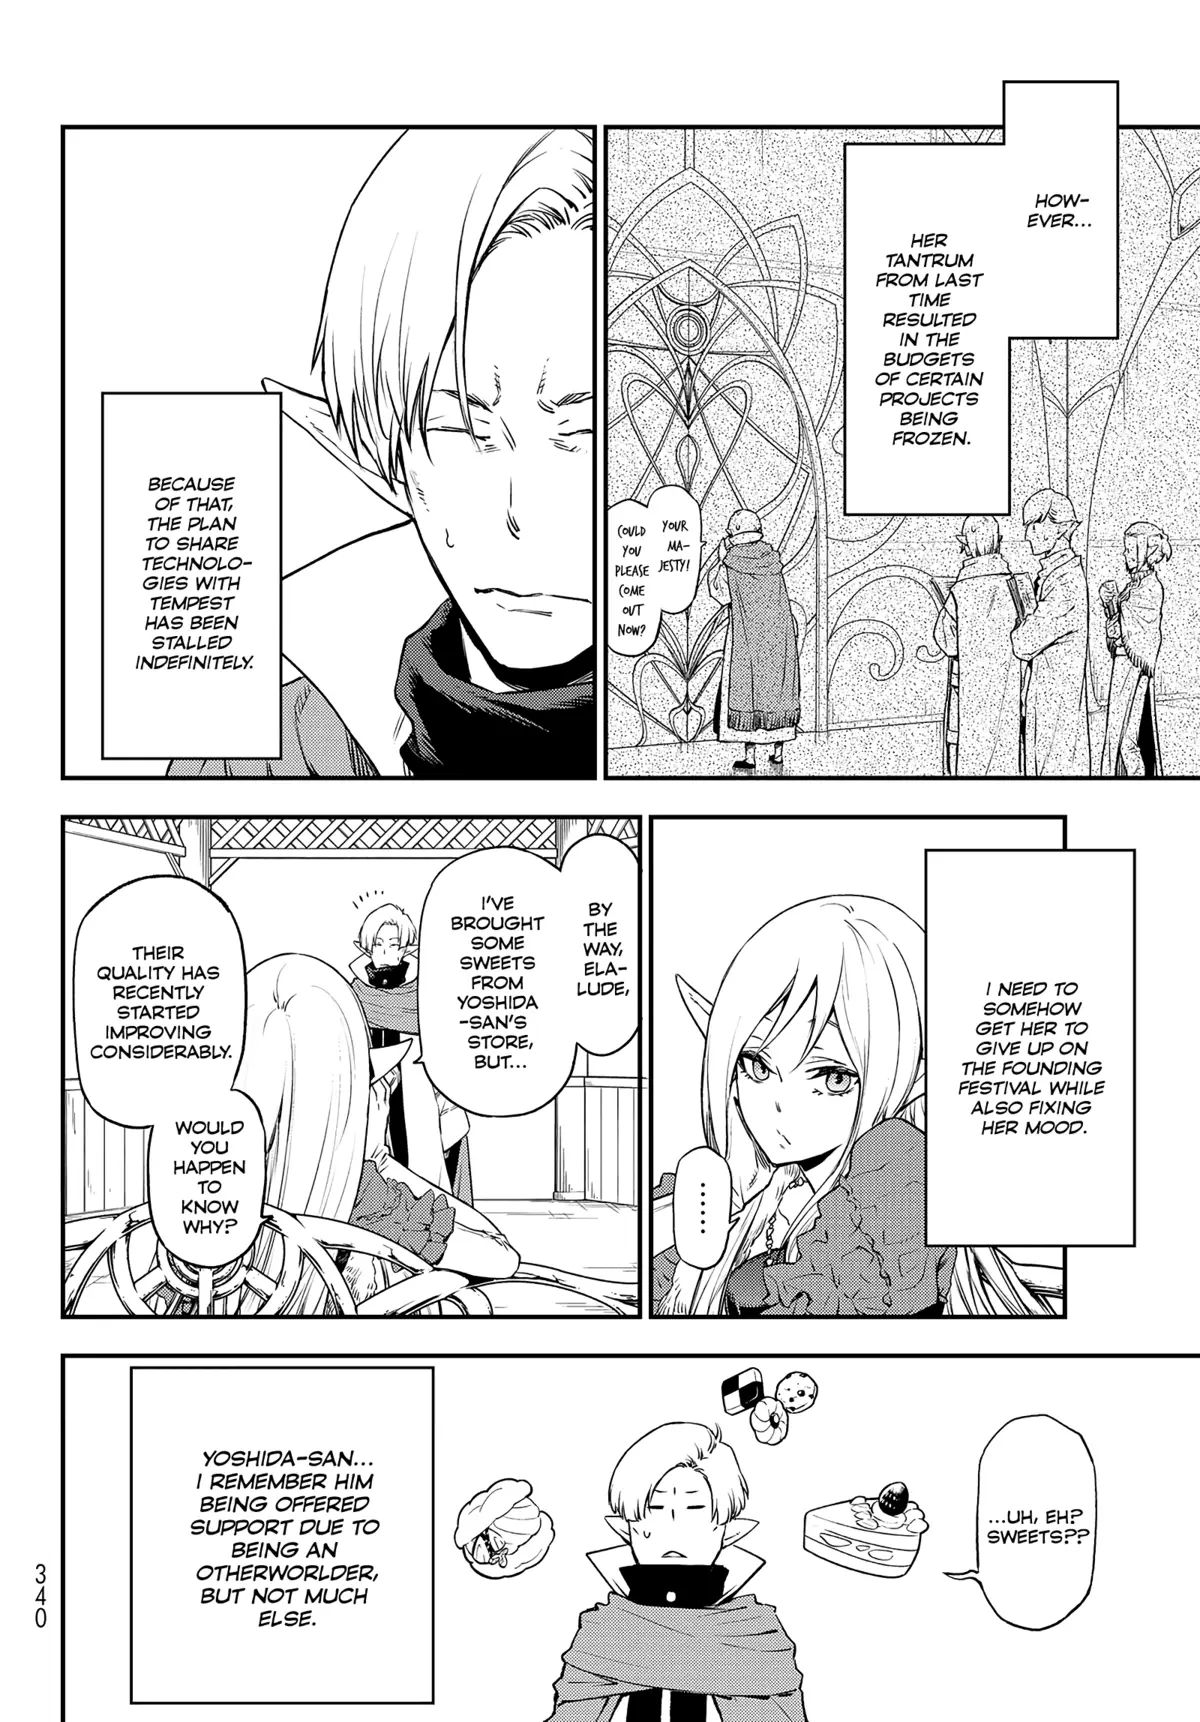 HOW-
EVER...
HER
TANTRUM
FROM LAST
TIME
RESULTED
IN THE
BUDGETS
OF CERTAIN
PROJECTS
BEING
FROZEN.
YOUR
MA-
JESTY!
COULD
YOU
PLEASE
COME
OUT
NOW?
BECAUSE
OF THAT,
THE PLAN
TO SHARE
TECHNOLO-
GIES WITH
TEMPEST
HAS BEEN
STALLED
INDEFINITELY.
I NEED TO
SOMEHOW
GET HER TO
GIVE UP ON
THE FOUNDING
FESTIVAL WHILE
ALSO FIXING
HER MOOD.
......
BY
THE
WAY,
ELA-
LUDE,
I'VE
BROUGHT
SOME
SWEETS
FROM
YOSHIDA
-SAN'S
STORE,
BUT...
THEIR
QUALITY HAS
RECENTLY
STARTED
IMPROVING
CONSIDERABLY.
WOULD
YOU
HAPPEN
TO
KNOW
WHY?
...UH, EH?
SWEETS??
YOSHIDA-SAN...
I REMEMBER HIM
BEING OFFERED
SUPPORT DUE TO
BEING AN
OTHERWORLDER,
BUT NOT MUCH
ELSE.
340